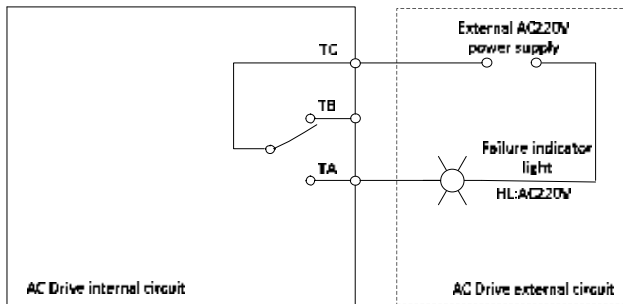 TC
External AC220V
power supply
TB
Failure indicator
light
TA
HL:AC220V
AC Drive internal circuit
AC Drive external circuit